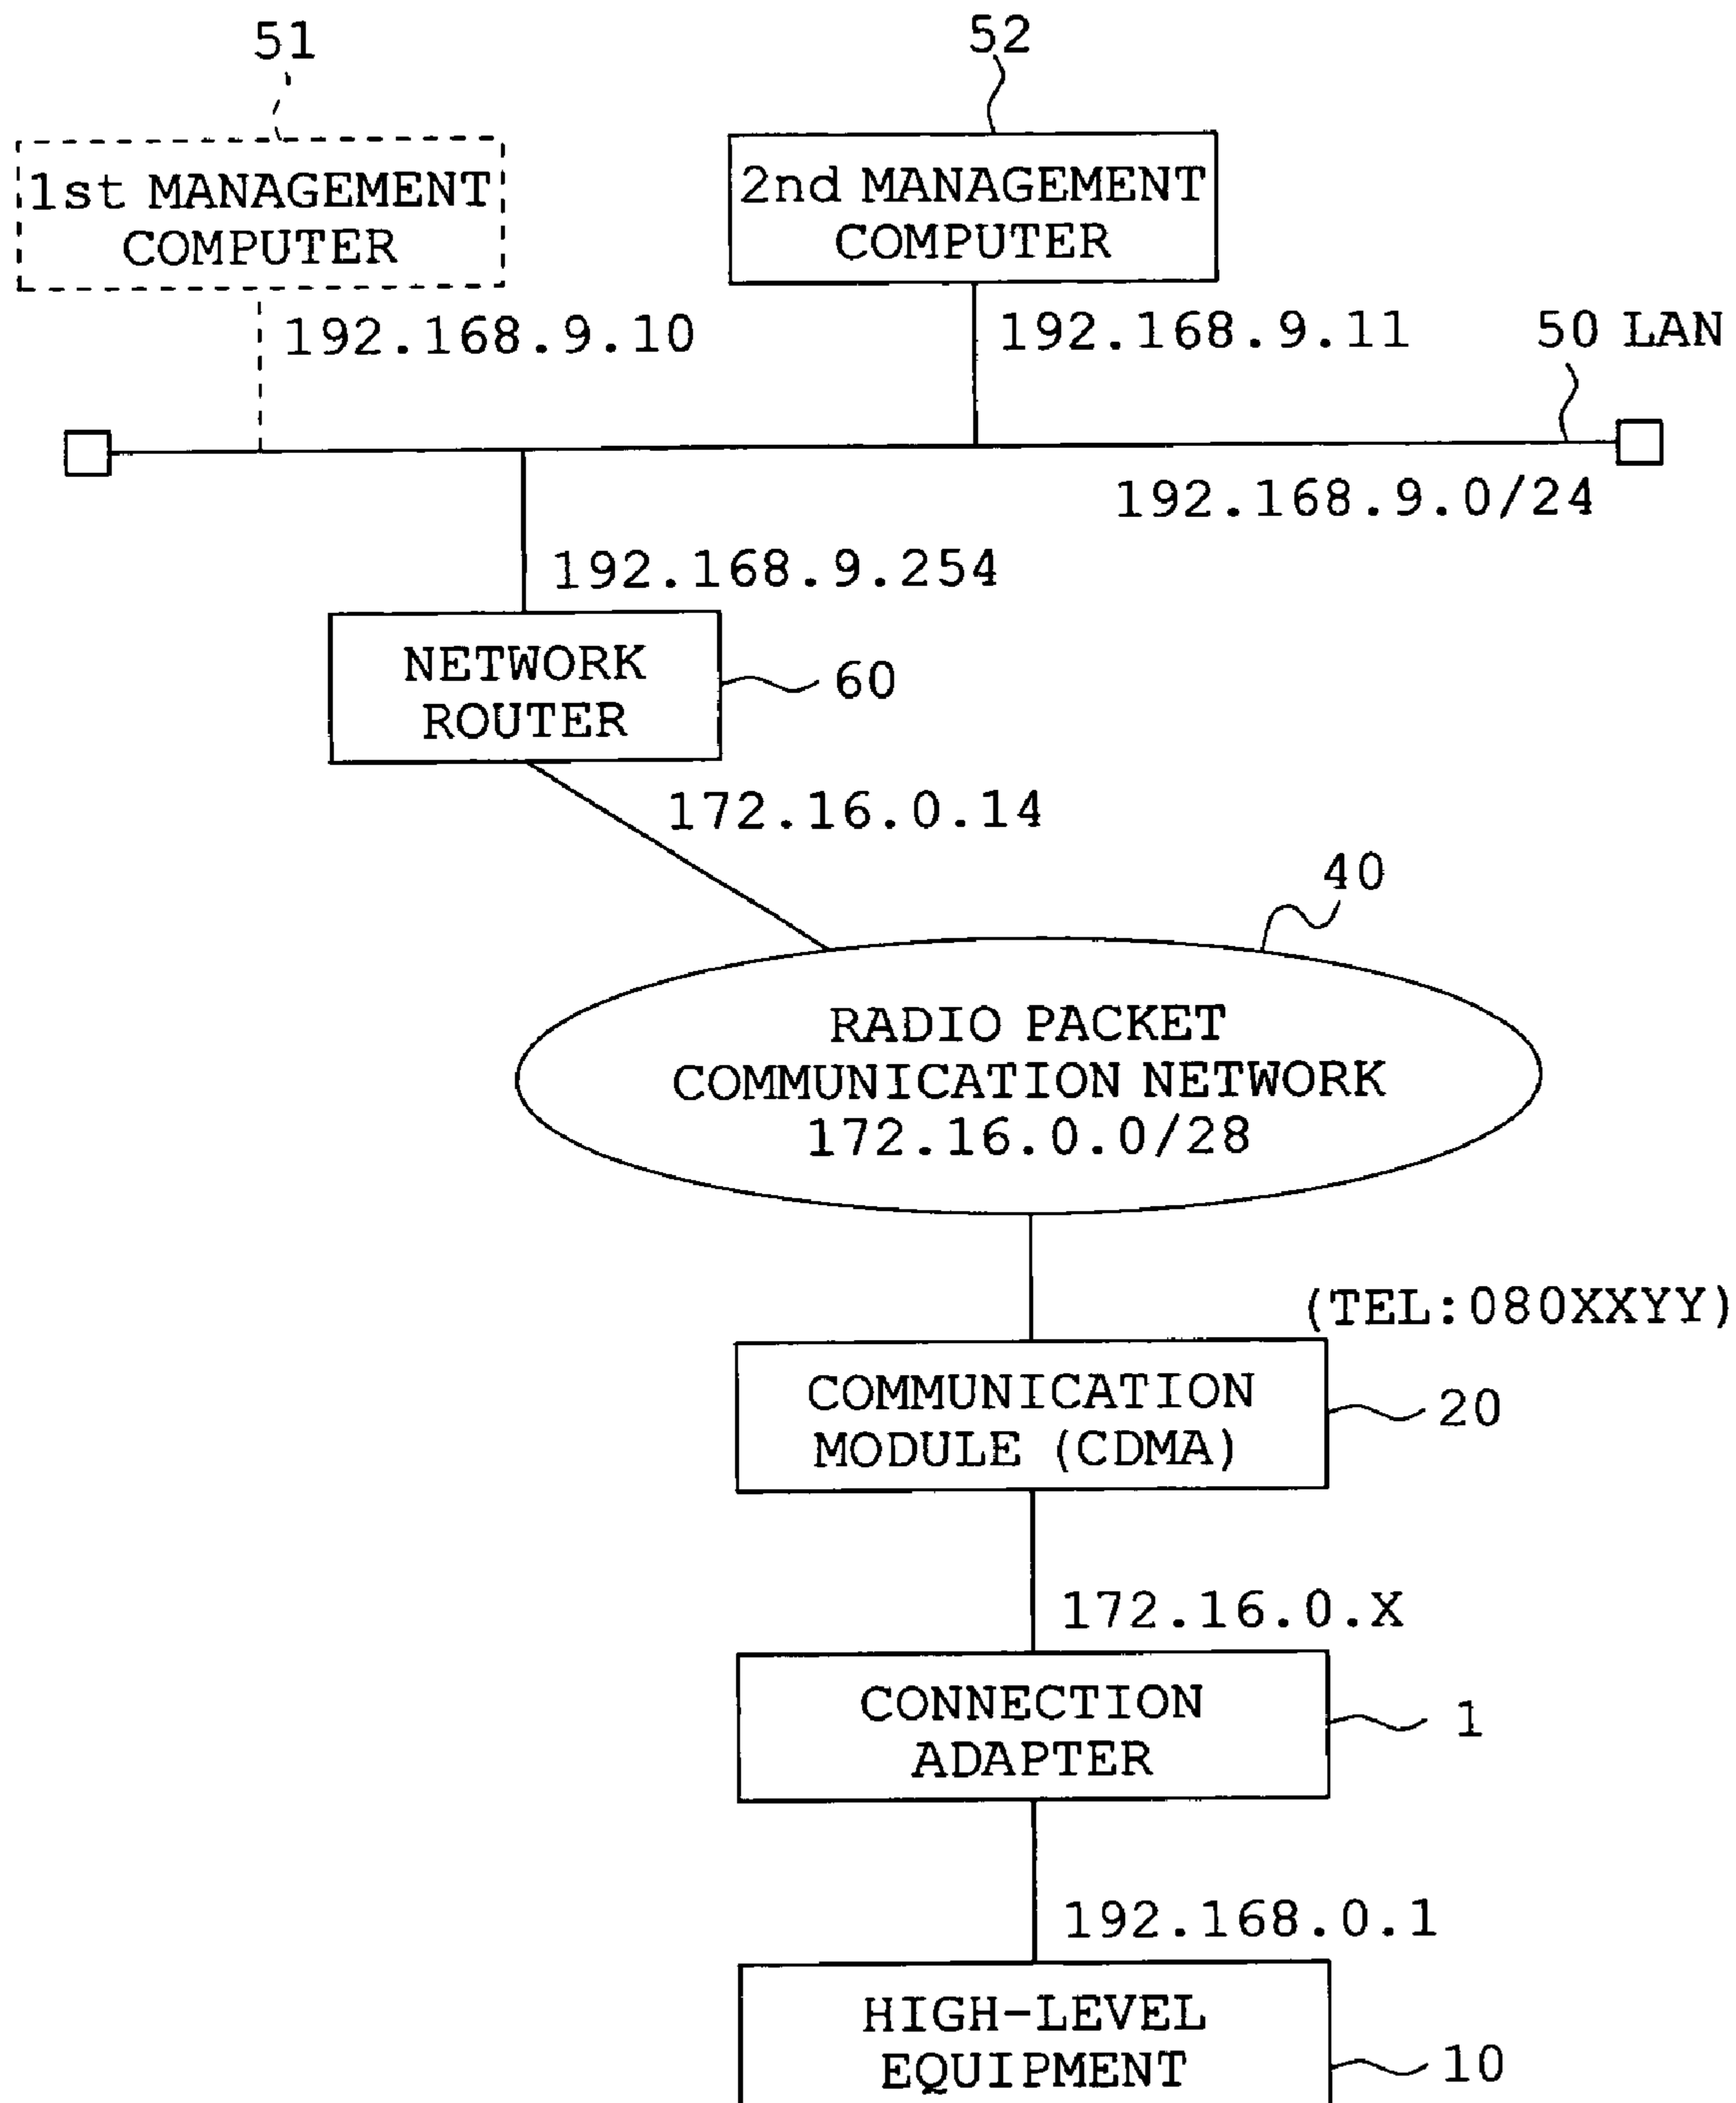 51
52
1st MANAGEMENT
COMPUTER
2nd MANAGEMENT
COMPUTER
192.168.9.10
192.168.9.11
50 LAN
192.168.9.0/24
192.168.9.254
NETWORK
ROUTER
60
172.16.0.14
40
RADIO PACKET
COMMUNICATION NETWORK
172.16.0.0/28
(TEL:080XXYY)
COMMUNICATION
MODULE (CDMA)
20
172.16.0.X
CONNECTION
ADAPTER
1
192.168.0.1
HIGH-LEVEL
EQUIPMENT
10